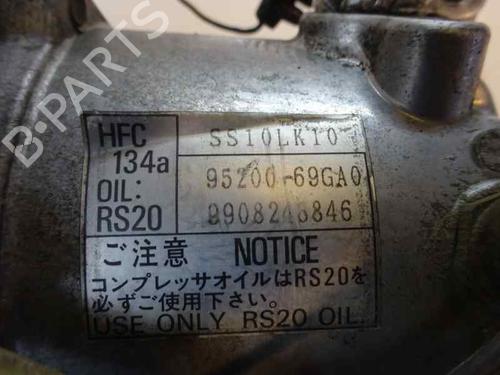 B-PARTS
HFC
134a
OIL:
RS20
SS10LK10
95200-69GA0
9908248846
ご注意 NOTICE
コンプレッサオイルはRS20を
必ずご使用下さい。
USE ONLY RS20 OIL.